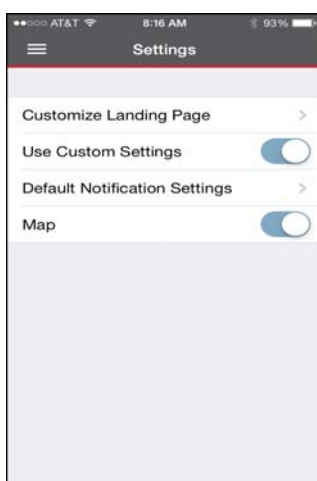 AT&T 8:16 AM 93%
Settings
Customize Landing Page
Use Custom Settings
Default Notification Settings
Map